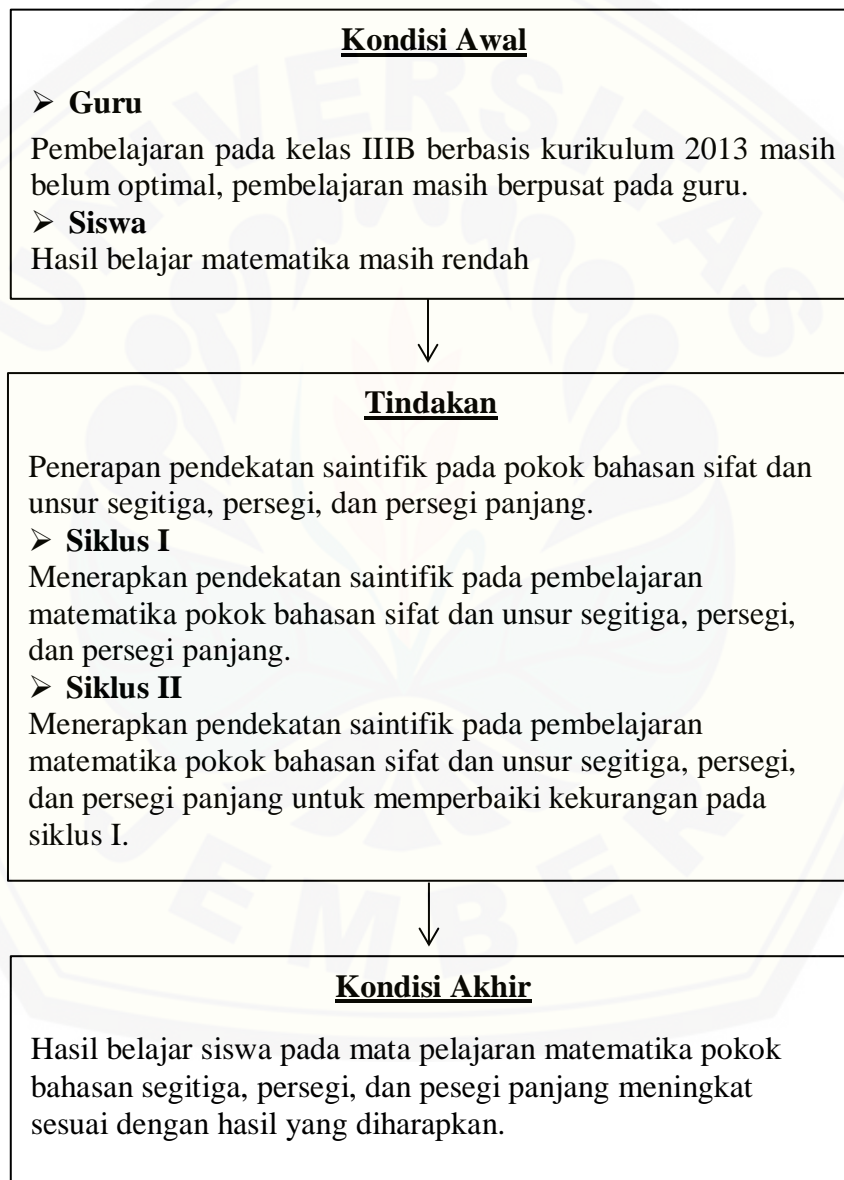 Kondisi Awal
➢ Guru
Pembelajaran pada kelas IIIB berbasis kurikulum 2013 masih
belum optimal, pembelajaran masih berpusat pada guru.
➢ Siswa
Hasil belajar matematika masih rendah
Tindakan
Penerapan pendekatan saintifik pada pokok bahasan sifat dan
unsur segitiga, persegi, dan persegi panjang.
➢ Siklus I
Menerapkan pendekatan saintifik pada pembelajaran
matematika pokok bahasan sifat dan unsur segitiga, persegi,
dan persegi panjang.
➢ Siklus II
Menerapkan pendekatan saintifik pada pembelajaran
matematika pokok bahasan sifat dan unsur segitiga, persegi,
dan persegi panjang untuk memperbaiki kekurangan pada
siklus I.
Kondisi Akhir
Hasil belajar siswa pada mata pelajaran matematika pokok
bahasan segitiga, persegi, dan pesegi panjang meningkat
sesuai dengan hasil yang diharapkan.
UNIVERSITAS
JEMBER